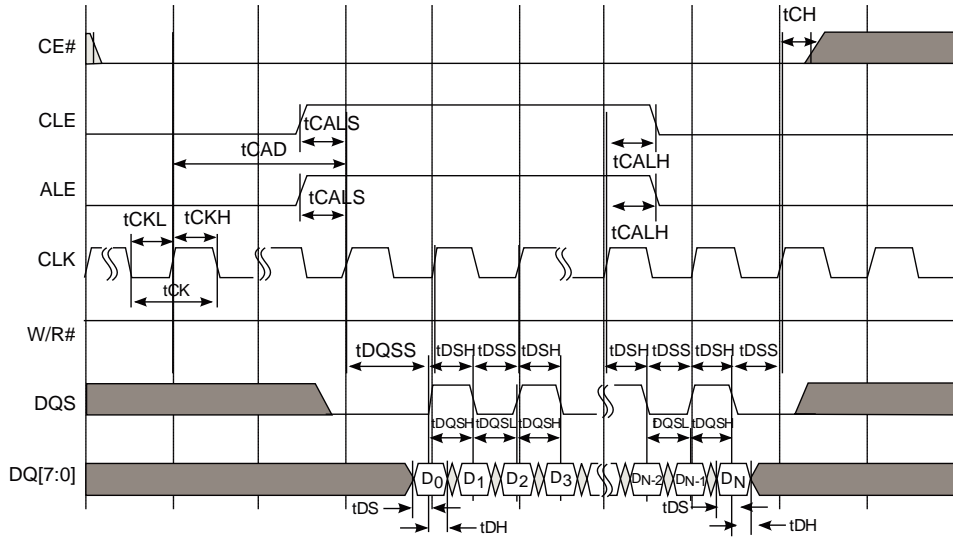 tCH
CE#
CLE
tCALS
tCAD
tCALH
ALE
tCALS
tCKL
tCKH
tCALH
CLK
tCK
W/R#
tDQSS
tDSH
tDSS
tDSH
tDSH
tDSS
tDSH
tDSS
DQS
tDQSH
tDQSL
tDQSH
tDQSL
tDQSH
DQ[7:0]
D0
D1
D2
D3
DN-2
DN-1
DN
tDS
tDH
tDS
tDH